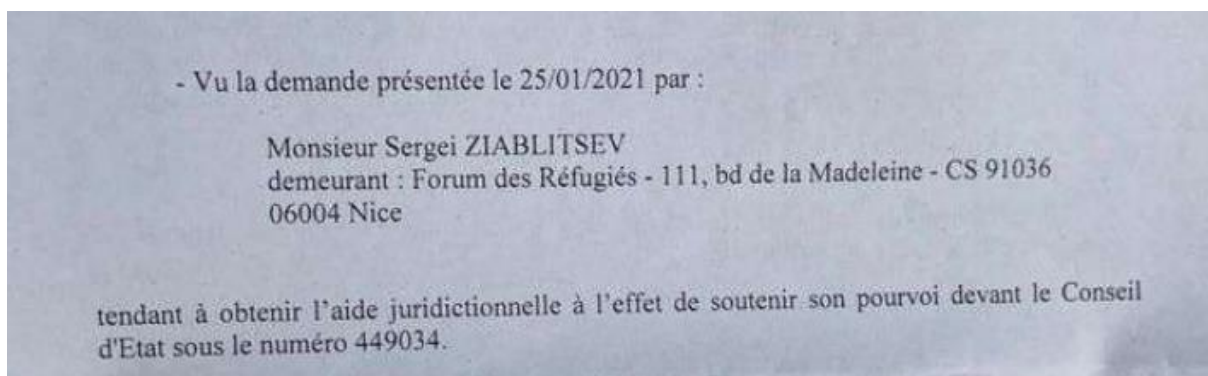 - Vu la demande présentée le 25/01/2021 par :
Monsieur Sergei ZIABLITSEV
demeurant : Forum des Réfugiés - 111, bd de la Madeleine - CS 91036
06004 Nice
tendant à obtenir l'aide juridictionnelle à l'effet de soutenir son pourvoi devant le Conseil
d'Etat sous le numéro 449034.